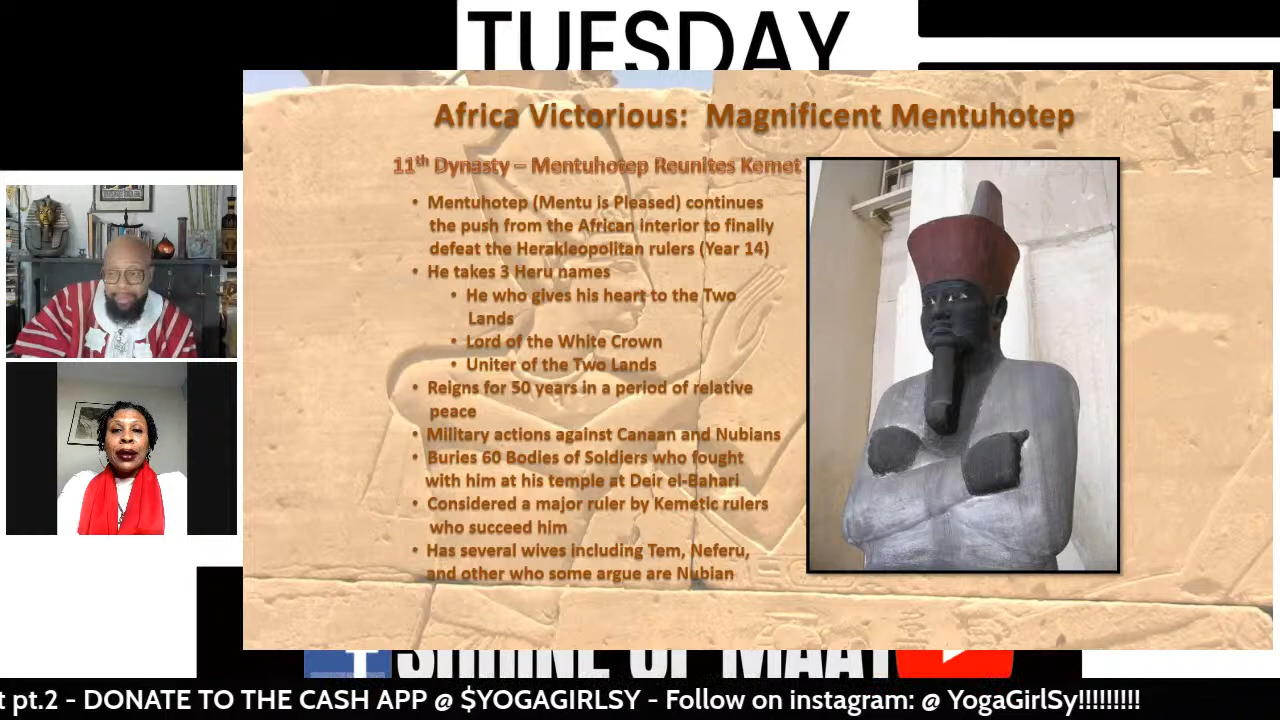 TUESDAY
Africa Victorious: Magnificent Mentuhotep
11th Dynasty – Mentuhotep Reunites Kemet
• Mentuhotep (Mentu is Pleased) continues
the push from the African interior to finally
defeat the Herakleopolitan rulers (Year 14)
• He takes 3 Heru names
• He who gives his heart to the Two
Lands
• Lord of the White Crown
• Uniter of the Two Lands
• Reigns for 50 years in a period of relative
peace
• Military actions against Canaan and Nubians
• Buries 60 Bodies of Soldiers who fought
with him at his temple at Deir el-Bahari
• Considered a major ruler by Kemetic rulers
who succeed him
• Has several wives including Tem, Neferu,
and other who some argue are Nubian
SHRINE OF MAAT
t pt.2 - DONATE TO THE CASH APP @ $YOGAGIRLSY - Follow on instagram: @ YogaGirlSy!!!!!!!!!